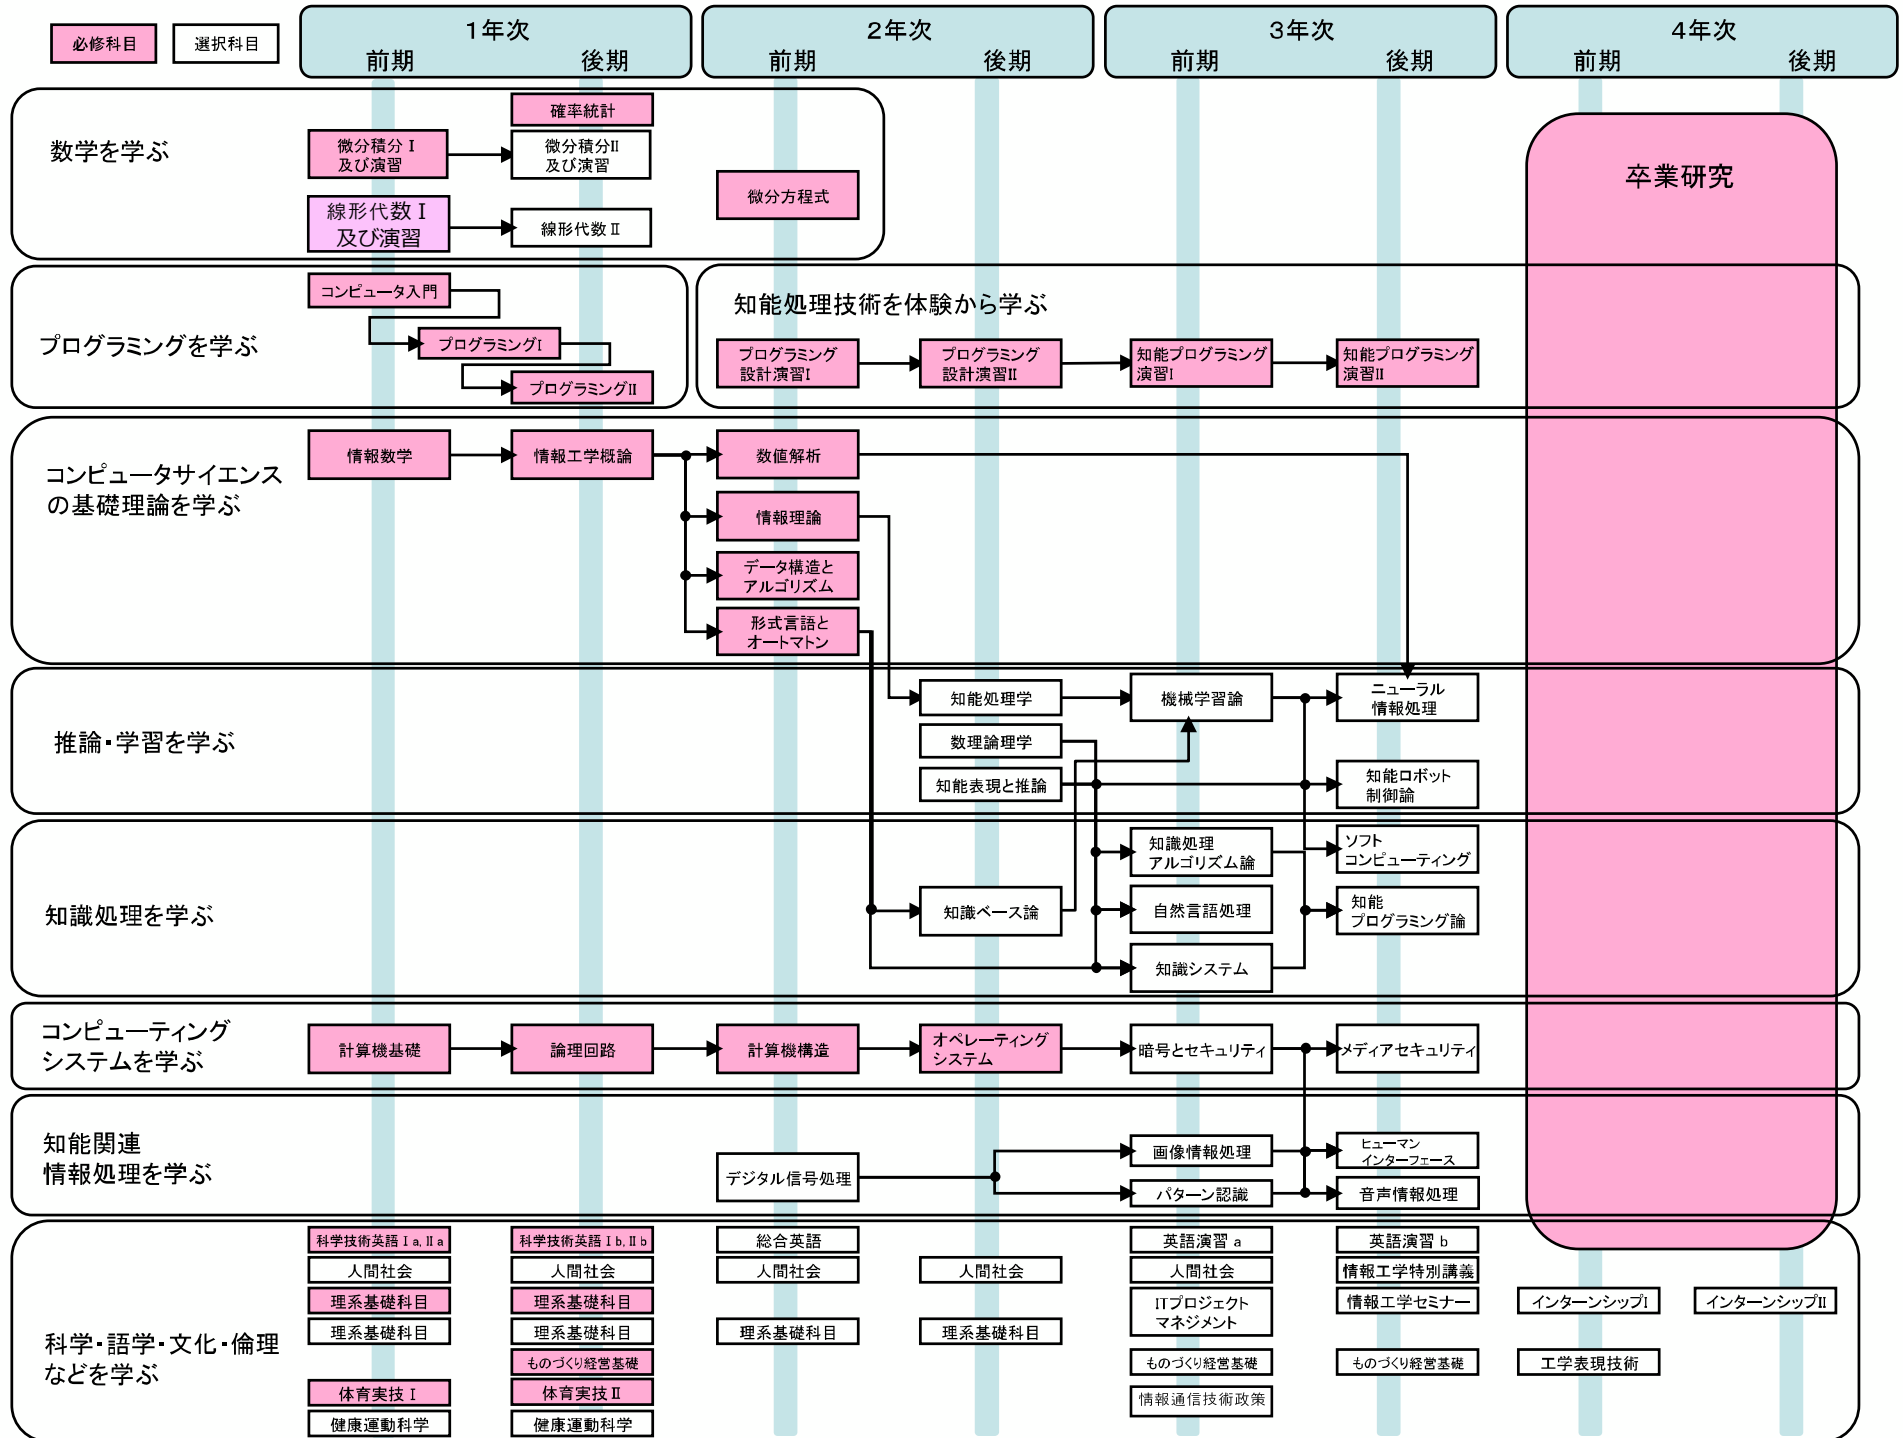 必修科目
選択科目
1年次
前期 後期
2年次
前期 後期
3年次
前期 後期
4年次
前期 後期
数学を学ぶ
確率統計
微分積分Ⅰ
及び演習
微分積分Ⅱ
及び演習
微分方程式
線形代数Ⅰ
及び演習
線形代数Ⅱ
卒業研究
プログラミングを学ぶ
コンピュータ入門
プログラミングⅠ
プログラミングⅡ
知能処理技術を体験から学ぶ
プログラミング
設計演習Ⅰ
プログラミング
設計演習Ⅱ
知能プログラミング
演習Ⅰ
知能プログラミング
演習Ⅱ
コンピュータサイエンス
の基礎理論を学ぶ
情報数学
情報工学概論
数値解析
情報理論
データ構造と
アルゴリズム
形式言語と
オートマトン
推論・学習を学ぶ
知能処理学
数理論理学
知能表現と推論
機械学習論
ニューラル
情報処理
知能ロボット
制御論
知識処理を学ぶ
知識ベース論
知識処理
アルゴリズム論
自然言語処理
知識システム
ソフト
コンピューティング
知能
プログラミング論
コンピューティング
システムを学ぶ
計算機基礎
論理回路
計算機構造
オペレーティング
システム
暗号とセキュリティ
メディアセキュリティ
知能関連
情報処理を学ぶ
デジタル信号処理
画像情報処理
パターン認識
ヒューマン
インターフェース
音声情報処理
科学・語学・文化・倫理
などを学ぶ
科学技術英語Ⅰa,Ⅱa
人間社会
理系基礎科目
理系基礎科目
体育実技Ⅰ
健康運動科学
科学技術英語Ⅰb,Ⅱb
人間社会
理系基礎科目
理系基礎科目
ものづくり経営基礎
体育実技Ⅱ
健康運動科学
総合英語
人間社会
理系基礎科目
人間社会
理系基礎科目
英語演習a
人間社会
ITプロジェクト
マネジメント
ものづくり経営基礎
情報通信技術政策
英語演習b
情報工学特別講義
情報工学セミナー
ものづくり経営基礎
インターンシップⅠ
工学表現技術
インターンシップⅡ